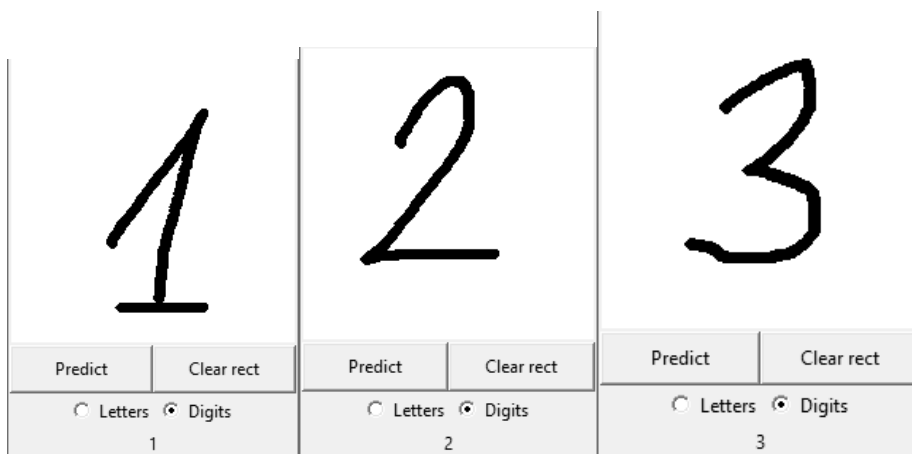 1 2 3
Predict Clear rect Predict Clear rect Predict Clear rect
Letters Digits Letters Digits Letters Digits
1 2 3